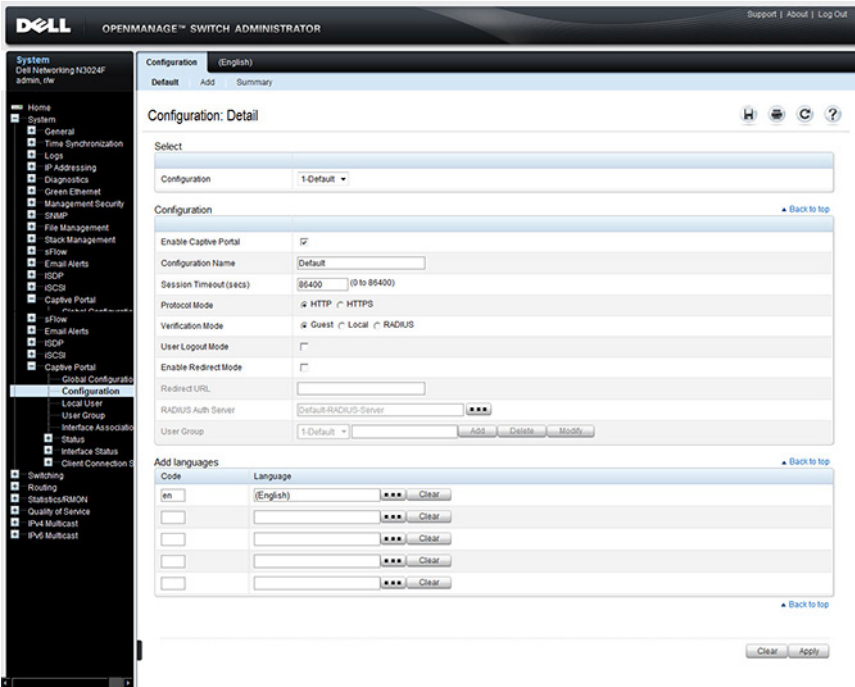 DELL OPENMANAGE™ SWITCH ADMINISTRATOR
Support | About | Log Out
System
Dell Networking N3024F
admin, r/w
Home
System
General
Time Synchronization
Logs
IP Addressing
Diagnostics
Green Ethernet
Management Security
SNMP
File Management
Stack Management
sFlow
Email Alerts
ISDP
iSCSI
Captive Portal
sFlow
Email Alerts
ISDP
iSCSI
Captive Portal
Global Configuratio
Configuration
Local User
User Group
Interface Associatio
Status
Interface Status
Client Connection S
Switching
Routing
Statistics/RMON
Quality of Service
IPv4 Multicast
IPv6 Multicast
Configuration (English)
Default Add Summary
Configuration: Detail
Select
Configuration 1-Default
Configuration Back to top
Enable Captive Portal
Configuration Name Default
Session Timeout (secs) 86400 (0 to 86400)
Protocol Mode HTTP HTTPS
Verification Mode Guest Local RADIUS
User Logout Mode
Enable Redirect Mode
Redirect URL
RADIUS Auth Server Default-RADIUS-Server
User Group 1-Default Add Delete Modify
Add languages Back to top
Code Language
en (English) Clear
Clear
Clear
Clear
Clear
Back to top
Clear Apply